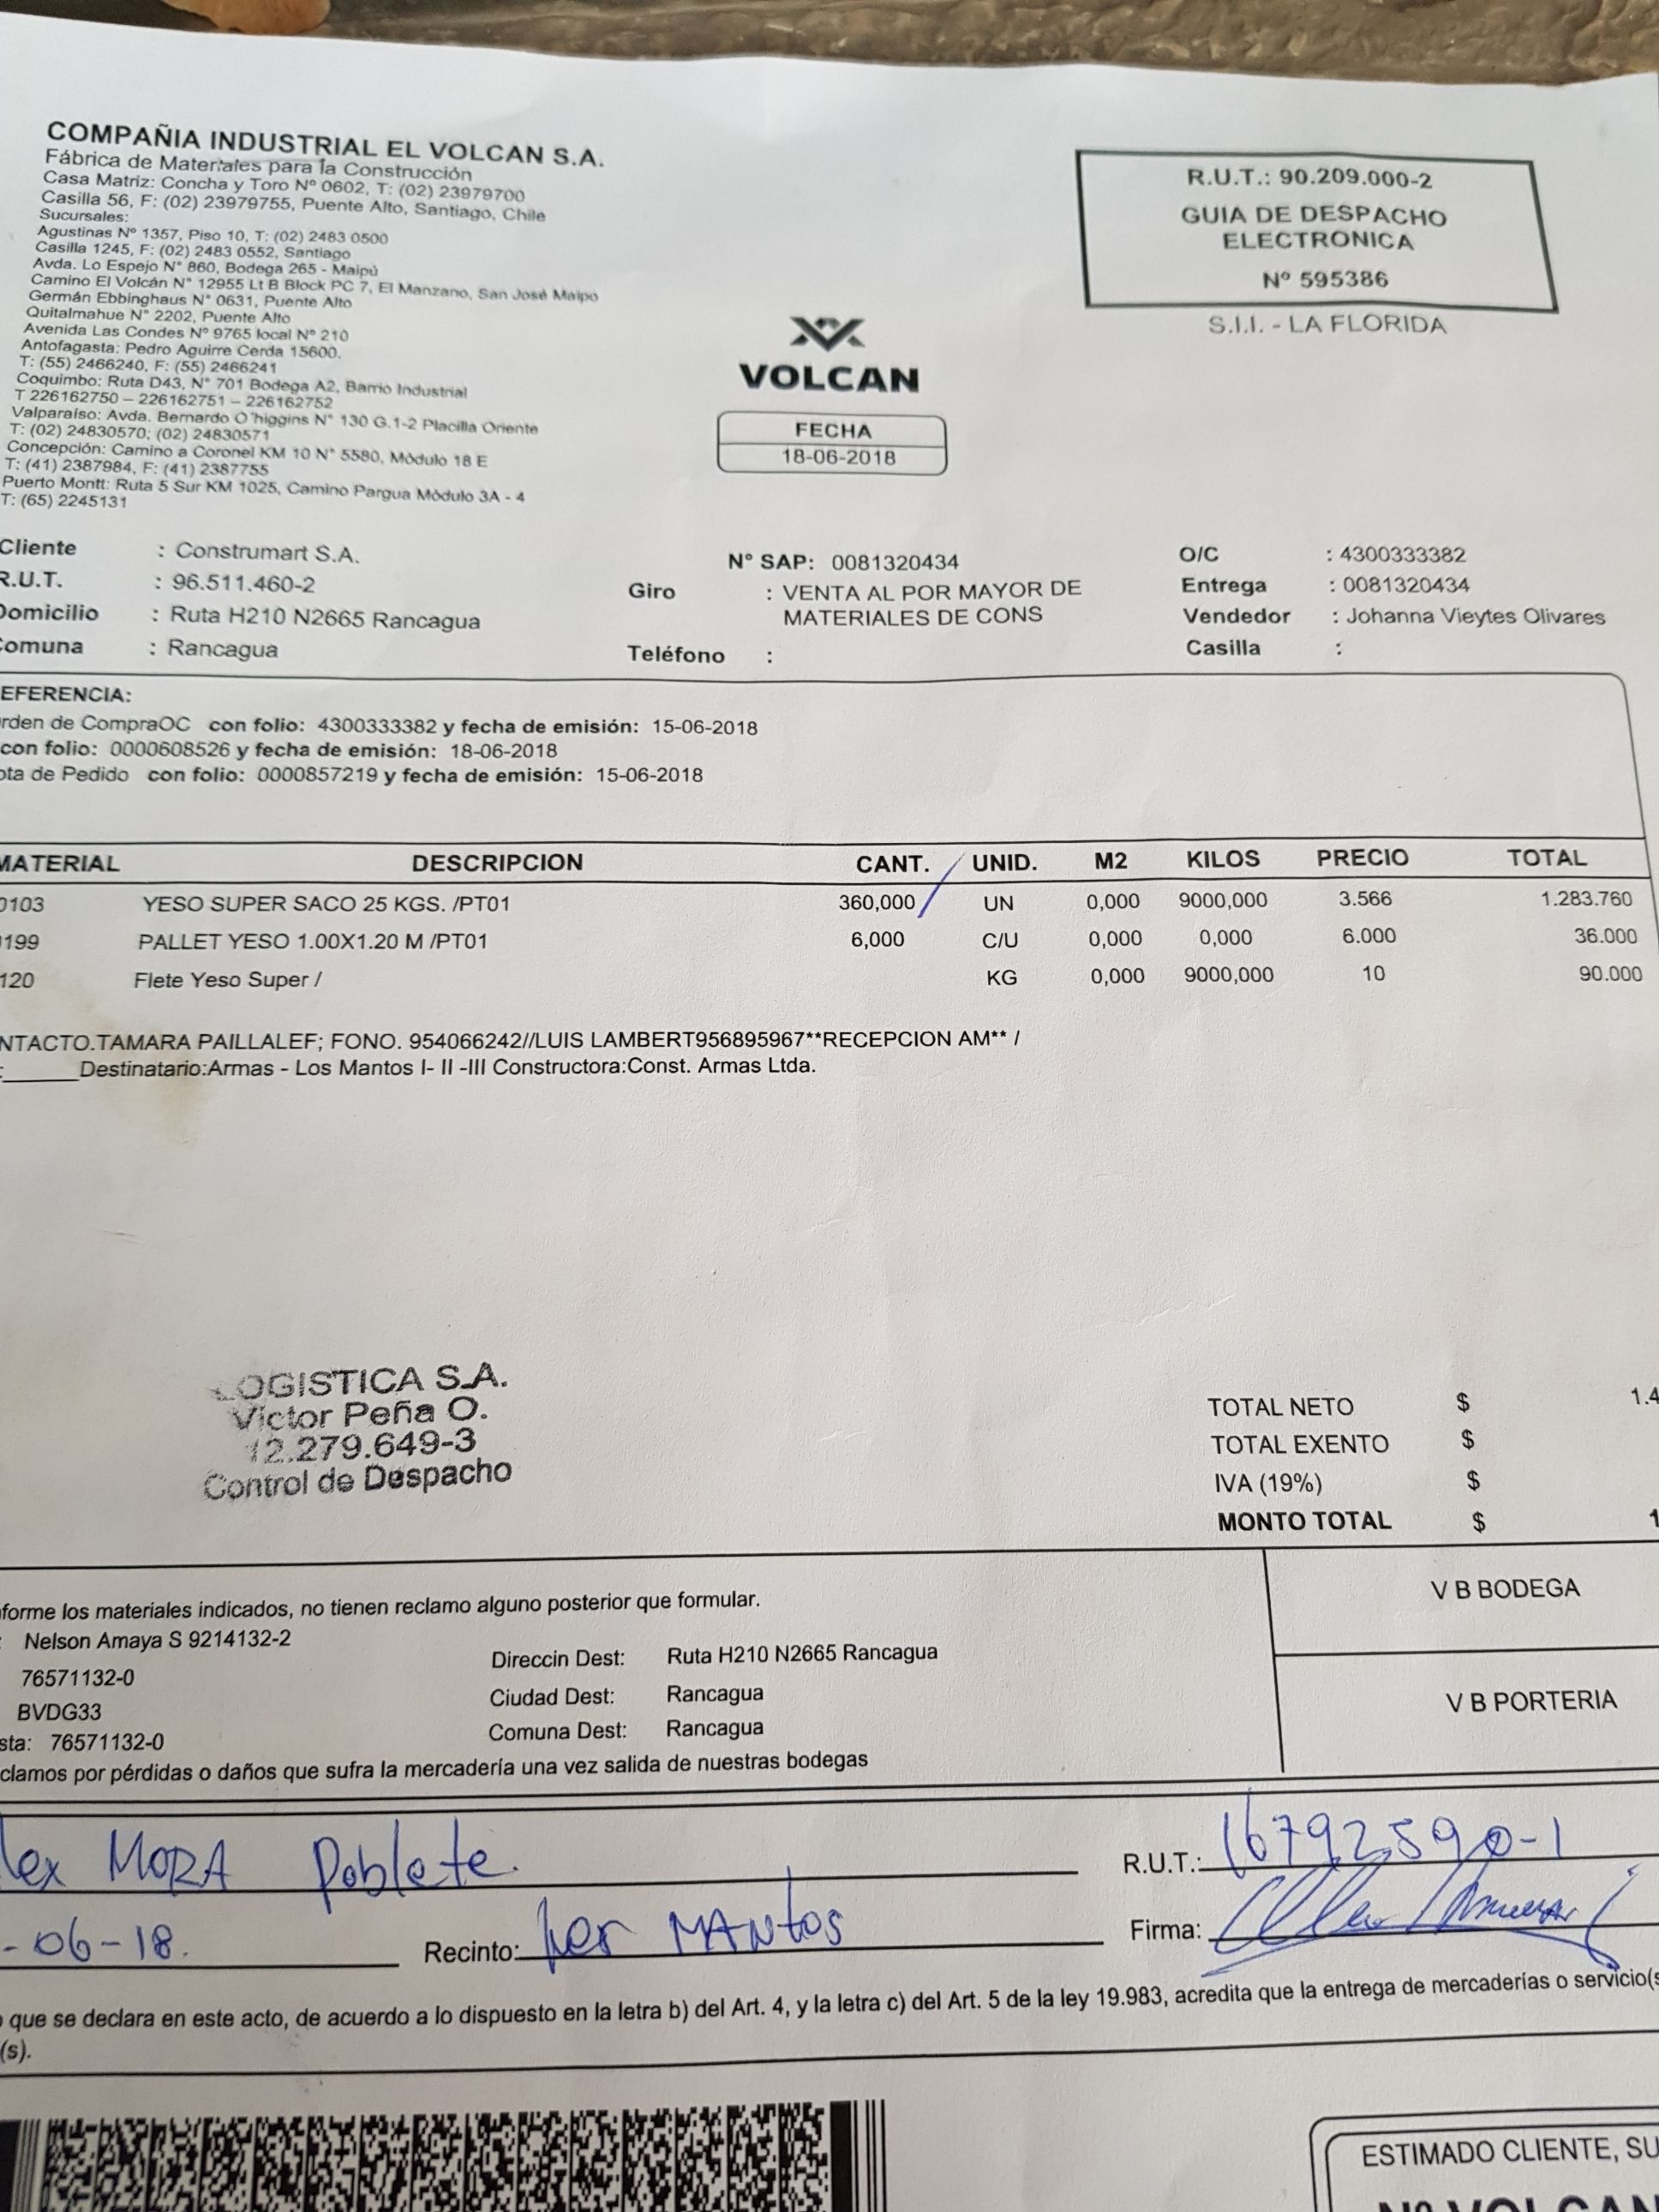 COMPAÑIA INDUSTRIAL EL VOLCAN S.A.
Fábrica de Materiales para la Construcción
Casa Matriz: Concha y Toro Nº 0602, T: (02) 23979700
Casilla 56, F: (02) 23979755, Puente Alto, Santiago, Chile
Sucursales:
Agustinas Nº 1357, Piso 10, T: (02) 2483 0500
Casilla 1245, F: (02) 2483 0552, Santiago
Avda. Lo Espejo N° 860, Bodega 265 - Maipú
Camino El Volcán N° 12955 Lt B Block PC 7, El Manzano, San José Maipo
Germán Ebbinghaus N° 0631, Puente Alto
Quitalmahue N° 2202, Puente Alto
Avenida Las Condes Nº 9765 local Nº 210
Antofagasta: Pedro Aguirre Cerda 15600.
T: (55) 2466240, F: (55) 2466241
Coquimbo: Ruta D43, N° 701 Bodega A2, Barrio Industrial
T 226162750 – 226162751 – 226162752
Valparaíso: Avda. Bernardo O´higgins N° 130 G.1-2 Placilla Oriente
T: (02) 24830570; (02) 24830571
Concepción: Camino a Coronel KM 10 N° 5580, Módulo 18 E
T: (41) 2387984, F: (41) 2387755
Puerto Montt: Ruta 5 Sur KM 1025, Camino Pargua Módulo 3A - 4
T: (65) 2245131
R.U.T.: 90.209.000-2
GUIA DE DESPACHO
ELECTRONICA
Nº 595386
S.I.I. - LA FLORIDA
VOLCAN
FECHA
18-06-2018
Cliente : Construmart S.A.
R.U.T. : 96.511.460-2
Domicilio : Ruta H210 N2665 Rancagua
omuna : Rancagua
Nº SAP: 0081320434
Giro : VENTA AL POR MAYOR DE
MATERIALES DE CONS
Teléfono :
O/C : 4300333382
Entrega : 0081320434
Vendedor : Johanna Vieytes Olivares
Casilla :
EFERENCIA:
rden de CompraOC con folio: 4300333382 y fecha de emisión: 15-06-2018
con folio: 0000608526 y fecha de emisión: 18-06-2018
ota de Pedido con folio: 0000857219 y fecha de emisión: 15-06-2018
MATERIAL DESCRIPCION CANT. UNID. M2 KILOS PRECIO TOTAL
0103 YESO SUPER SACO 25 KGS. /PT01 360,000 UN 0,000 9000,000 3.566 1.283.760
199 PALLET YESO 1.00X1.20 M /PT01 6,000 C/U 0,000 0,000 6.000 36.000
120 Flete Yeso Super / KG 0,000 9000,000 10 90.000
NTACTO.TAMARA PAILLALEF; FONO. 954066242//LUIS LAMBERT956895967**RECEPCION AM** /
:______Destinatario:Armas - Los Mantos I- II -III Constructora:Const. Armas Ltda.
LOGISTICA S.A.
Victor Peña O.
12.279.649-3
Control de Despacho
TOTAL NETO $ 1.4
TOTAL EXENTO $
IVA (19%) $
MONTO TOTAL $ 1
forme los materiales indicados, no tienen reclamo alguno posterior que formular.
: Nelson Amaya S 9214132-2
76571132-0
BVDG33
sta: 76571132-0
Direccin Dest: Ruta H210 N2665 Rancagua
Ciudad Dest: Rancagua
Comuna Dest: Rancagua
clamos por pérdidas o daños que sufra la mercadería una vez salida de nuestras bodegas
V B BODEGA
V B PORTERIA
lex MORA Poblete.
R.U.T.: 16792590-1
-06-18.
Recinto: MANtos
Firma:
o que se declara en este acto, de acuerdo a lo dispuesto en la letra b) del Art. 4, y la letra c) del Art. 5 de la ley 19.983, acredita que la entrega de mercaderías o servicio(s
(s).
ESTIMADO CLIENTE, SU
Nº VOLCAN